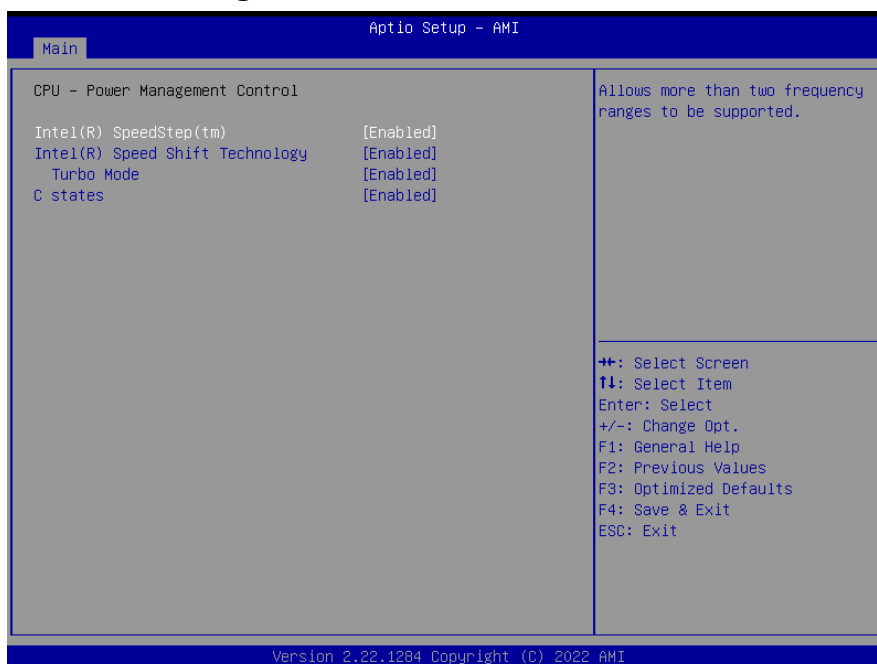 Aptio Setup – AMI
Main
CPU – Power Management Control
Intel(R) SpeedStep(tm) [Enabled]
Intel(R) Speed Shift Technology [Enabled]
Turbo Mode [Enabled]
C states [Enabled]
Allows more than two frequency
ranges to be supported.
→←: Select Screen
↑↓: Select Item
Enter: Select
+/-: Change Opt.
F1: General Help
F2: Previous Values
F3: Optimized Defaults
F4: Save & Exit
ESC: Exit
Version 2.22.1284 Copyright (C) 2022 AMI